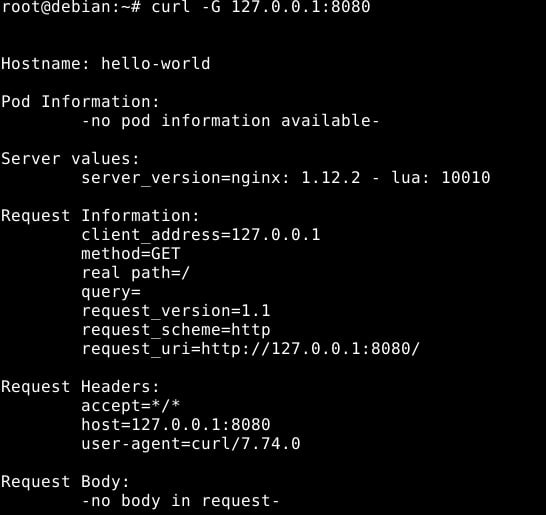 root@debian:~# curl -G 127.0.0.1:8080
Hostname: hello-world
Pod Information:
-no pod information available-
Server values:
server_version=nginx: 1.12.2 - lua: 10010
Request Information:
client_address=127.0.0.1
method=GET
real path=/
query=
request_version=1.1
request_scheme=http
request_uri=http://127.0.0.1:8080/
Request Headers:
accept=*/*
host=127.0.0.1:8080
user-agent=curl/7.74.0
Request Body:
-no body in request-